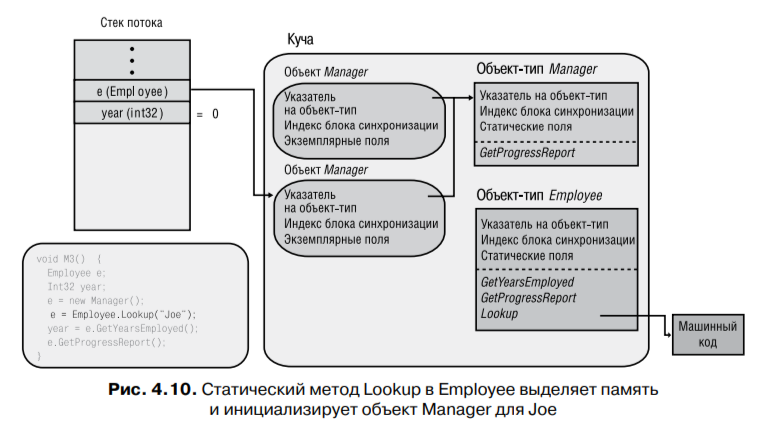 Стек потока
e (Empl oyee)
year (int32)
= 0
void M3() {
Employee e;
Int32 year;
e = new Manager();
e = Employee.Lookup("Joe");
year = e.GetYearsEmployed();
e.GetProgressReport();
}
Куча
Объект Manager
Указатель
на объект-тип
Индекс блока синхронизации
Экземплярные поля
Объект Manager
Указатель
на объект-тип
Индекс блока синхронизации
Экземплярные поля
Объект-тип Manager
Указатель на объект-тип
Индекс блока синхронизации
Статические поля
GetProgressReport
Объект-тип Employee
Указатель на объект-тип
Индекс блока синхронизации
Статические поля
GetYearsEmployed
GetProgressReport
Lookup
Машинный
код
Рис. 4.10. Статический метод Lookup в Employee выделяет память
и инициализирует объект Manager для Joe